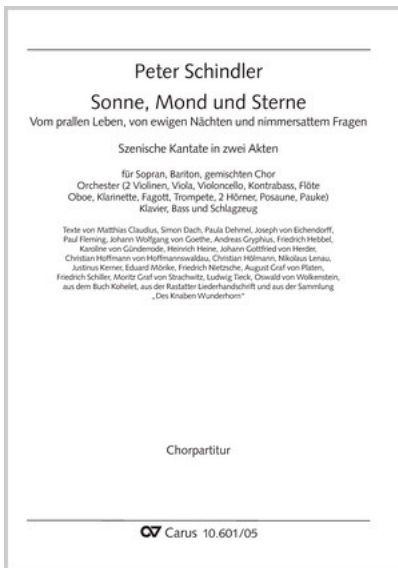 Peter Schindler
Sonne, Mond und Sterne
Vom prallen Leben, von ewigen Nächten und nimmersattem Fragen
Szenische Kantate in zwei Akten
für Sopran, Bariton, gemischten Chor
Orchester (2 Violinen, Viola, Violoncello, Kontrabass, Flöte
Oboe, Klarinette, Fagott, Trompete, 2 Hörner, Posaune, Pauke)
Klavier, Bass und Schlagzeug
Texte von Matthias Claudius, Simon Dach, Paula Dehmel, Joseph von Eichendorff,
Paul Fleming, Johann Wolfgang von Goethe, Andreas Gryphius, Friedrich Hebbel,
Karoline von Günderrode, Heinrich Heine, Johann Gottfried von Herder,
Christian Hoffmann von Hoffmannswaldau, Christian Hölmann, Nikolaus Lenau,
Justinus Kerner, Eduard Mörike, Friedrich Nietzsche, August Graf von Platen,
Friedrich Schiller, Moritz Graf von Strachwitz, Ludwig Tieck, Oswald von Wolkenstein,
aus dem Buch Kohelet, aus der Rastatter Liederhandschrift und aus der Sammlung
„Des Knaben Wunderhorn“
Chorpartitur
Carus 10.601/05